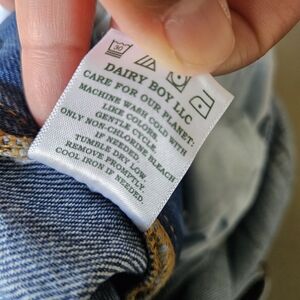 30
DAIRY BOY LLC
CARE FOR OUR PLANET:
MACHINE WASH COLD WITH
LIKE COLORS
GENTLE CYCLE
ONLY NON-CHLORINE BLEACH
IF NEEDED.
TUMBLE DRY LOW.
REMOVE PROMPTLY.
COOL IRON IF NEEDED.